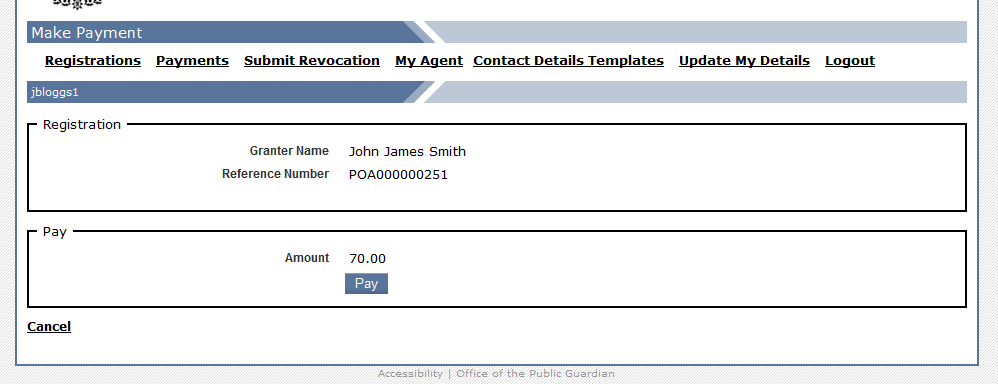 Make Payment
Registrations Payments Submit Revocation My Agent Contact Details Templates Update My Details Logout
jbloggs1
Registration
Granter Name John James Smith
Reference Number POA000000251
Pay
Amount 70.00
Pay
Cancel
Accessibility | Office of the Public Guardian